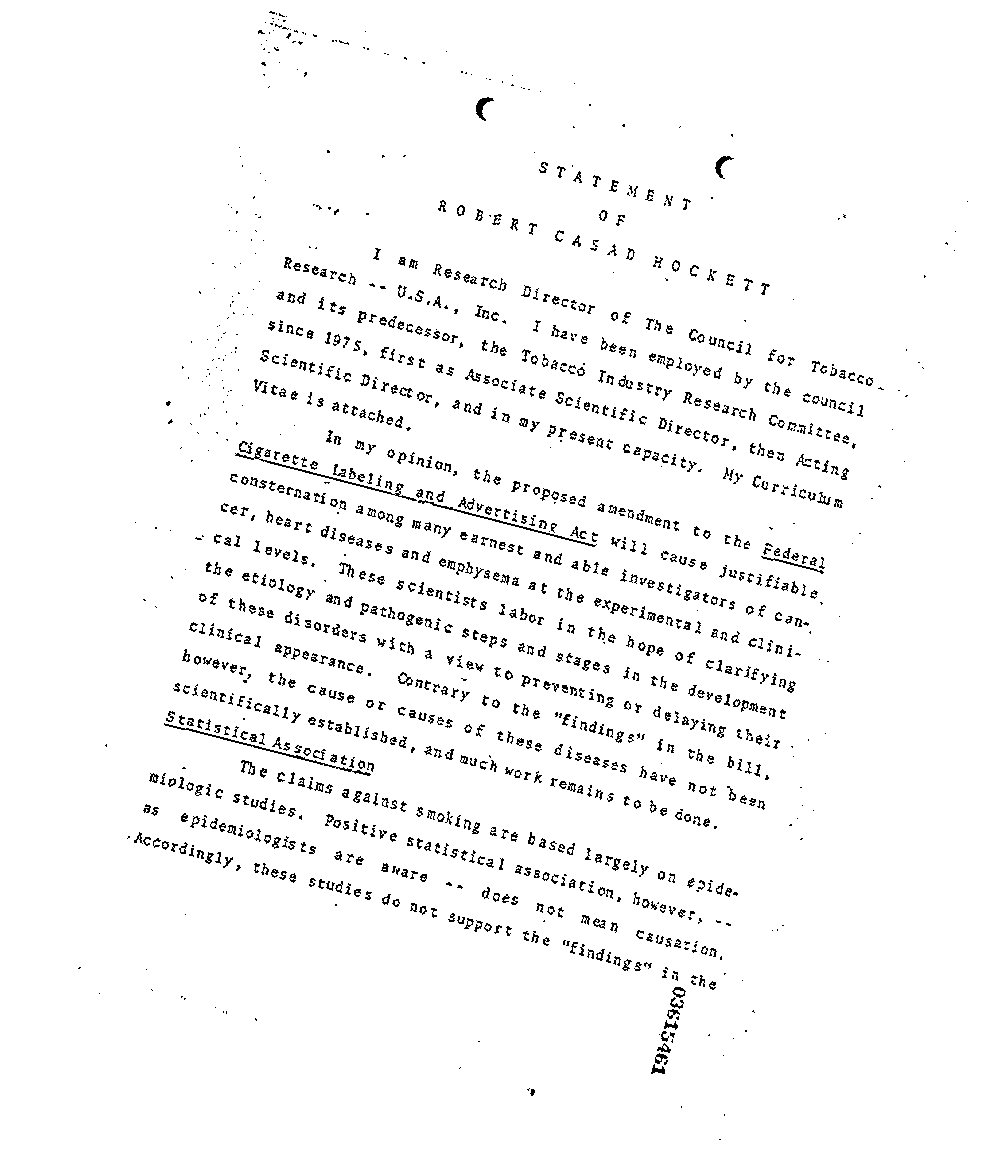 STATEMENT
OF
ROBERT CASAD HOCKETT
I am Research Director of The Council for Tobacco
Research -- U.S.A., Inc. I have been employed by the council
and its predecessor, the Tobacco Industry Research Committee,
since 1975, first as Associate Scientific Director, then Acting
Scientific Director, and in my present capacity. My Curriculum
Vitae is attached.
In my opinion, the proposed amendment to the Federal
Cigarette Labeling and Advertising Act will cause justifiable
consternation among many earnest and able investigators of can-
cer, heart diseases and emphysema at the experimental and clini-
cal levels. These scientists labor in the hope of clarifying
the etiology and pathogenic steps and stages in the development
of these disorders with a view to preventing or delaying their
clinical appearance. Contrary to the "findings" in the bill,
however, the cause or causes of these diseases have not been
scientifically established, and much work remains to be done.
Statistical Association
The claims against smoking are based largely on epide-
miologic studies. Positive statistical association, however, --
as epidemiologists are aware -- does not mean causation.
Accordingly, these studies do not support the "findings" in the
03615461